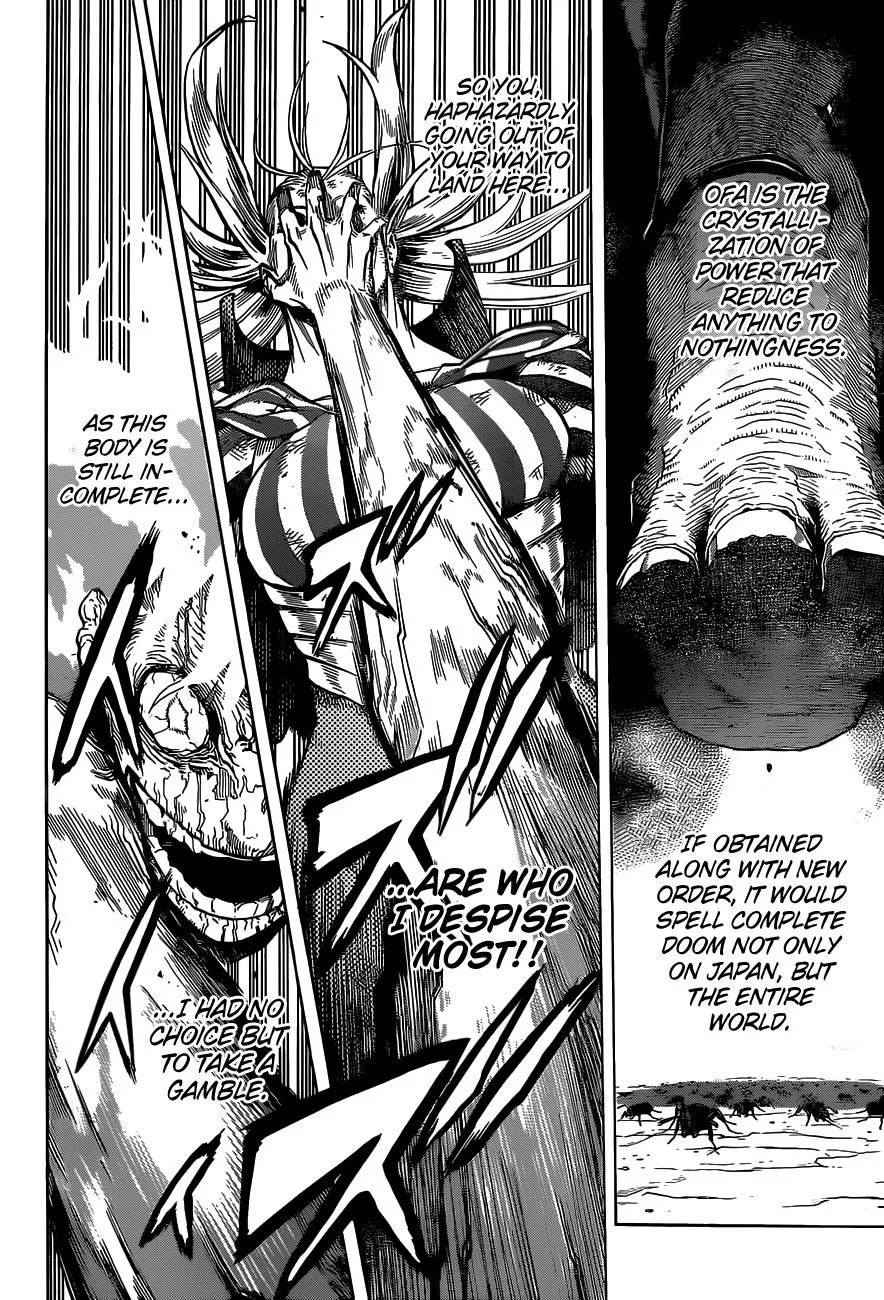 OFA IS THE
CRYSTALLI-
ZATION OF
POWER THAT
REDUCE
ANYTHING TO
NOTHINGNESS.
IF OBTAINED
ALONG WITH NEW
ORDER, IT WOULD
SPELL COMPLETE
DOOM NOT ONLY
ON JAPAN, BUT
THE ENTIRE
WORLD.
SO YOU,
HAPHAZARDLY
GOING OUT OF
YOUR WAY TO
LAND HERE...
...ARE WHO
I DESPISE
MOST!!
AS THIS
BODY IS
STILL IN-
COMPLETE...
...I HAD NO
CHOICE BUT
TO TAKE A
GAMBLE.